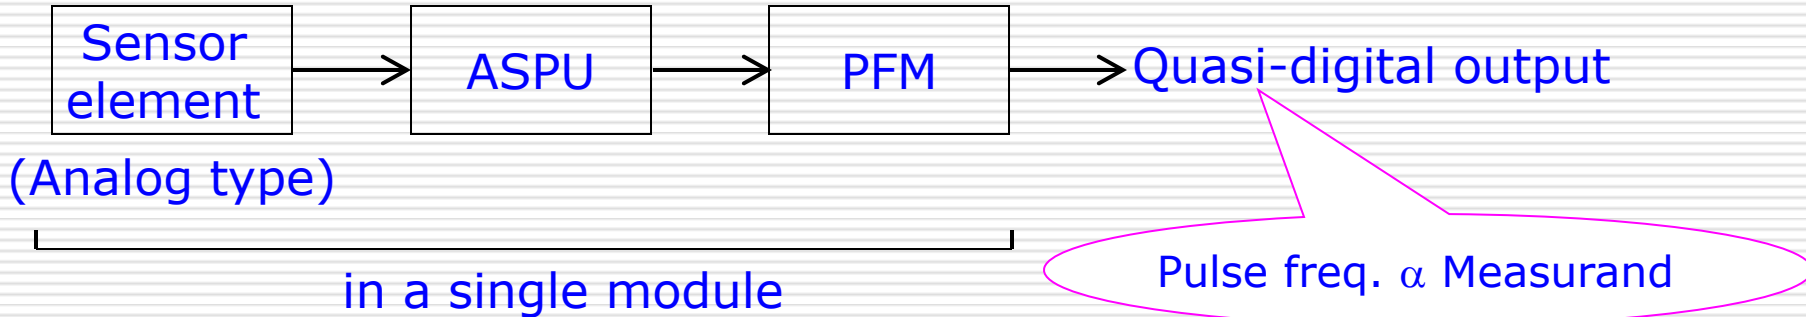 Sensor
element
ASPU
PFM
Quasi-digital output
(Analog type)
in a single module
Pulse freq. α Measurand